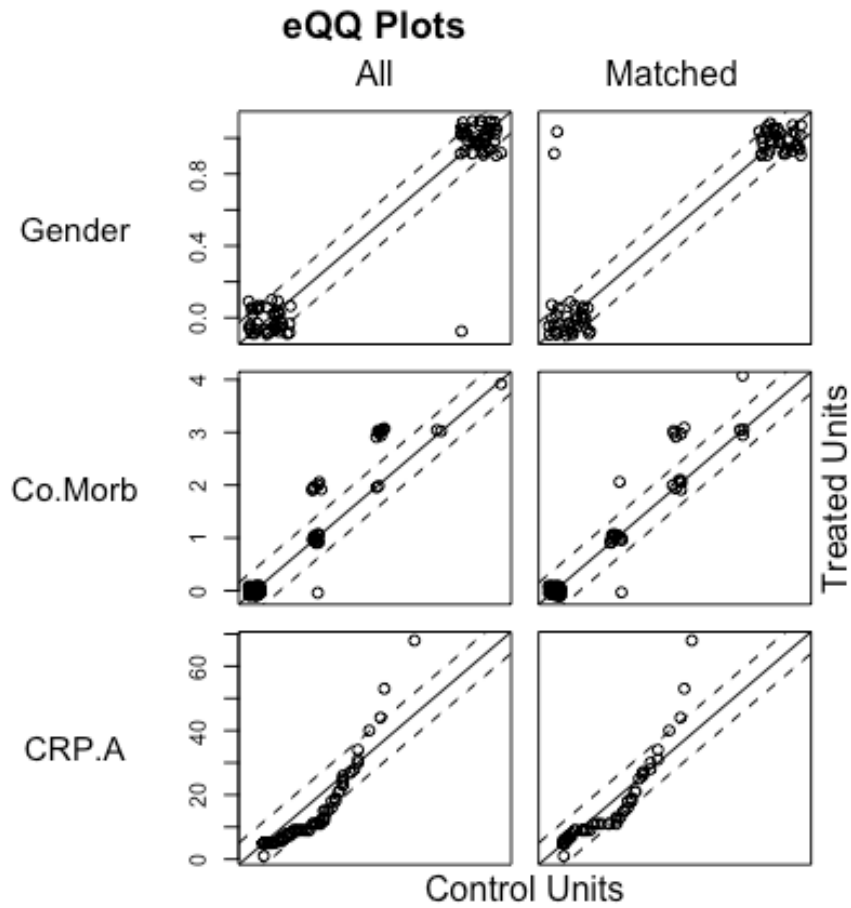 eQQ Plots
All Matched
Gender
0.0 0.4 0.8
Co.Morb
0 1 2 3 4
CRP.A
0 20 40 60
Treated Units
Control Units